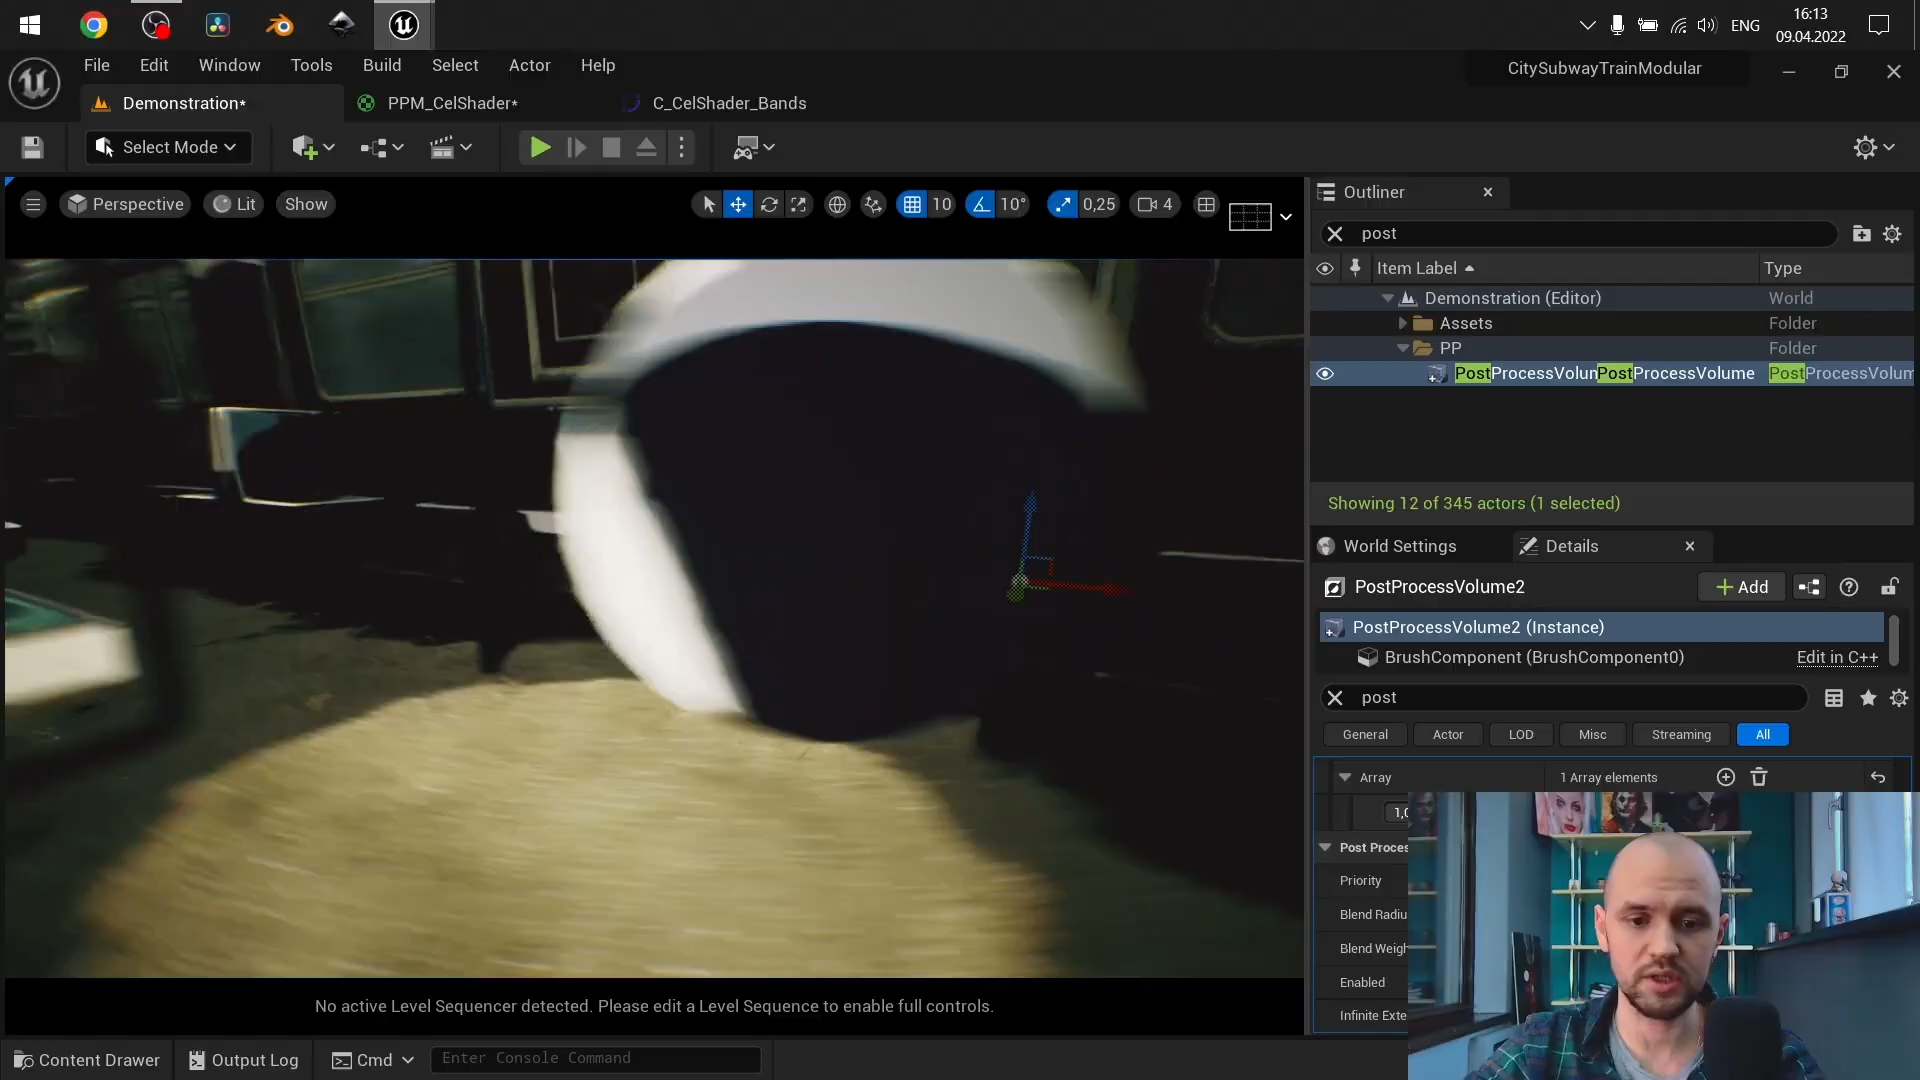 ENG
16:13
09.04.2022
File Edit Window Tools Build Select Actor Help
CitySubwayTrainModular
Demonstration*
PPM_CelShader*
C_CelShader_Bands
Select Mode
Perspective
Lit
Show
10
10°
0,25
4
Outliner
post
Item Label
Type
Demonstration (Editor)
World
Assets
Folder
PP
Folder
PostProcessVolunPostProcessVolume
PostProcessVolum
Showing 12 of 345 actors (1 selected)
World Settings
Details
PostProcessVolume2
Add
PostProcessVolume2 (Instance)
BrushComponent (BrushComponent0)
Edit in C++
post
General
Actor
LOD
Misc
Streaming
All
Array
1 Array elements
1,0
Post Proces
Priority
Blend Radiu
Blend Weigh
Enabled
Infinite Exte
No active Level Sequencer detected. Please edit a Level Sequence to enable full controls.
Content Drawer
Output Log
Cmd
Enter Console Command